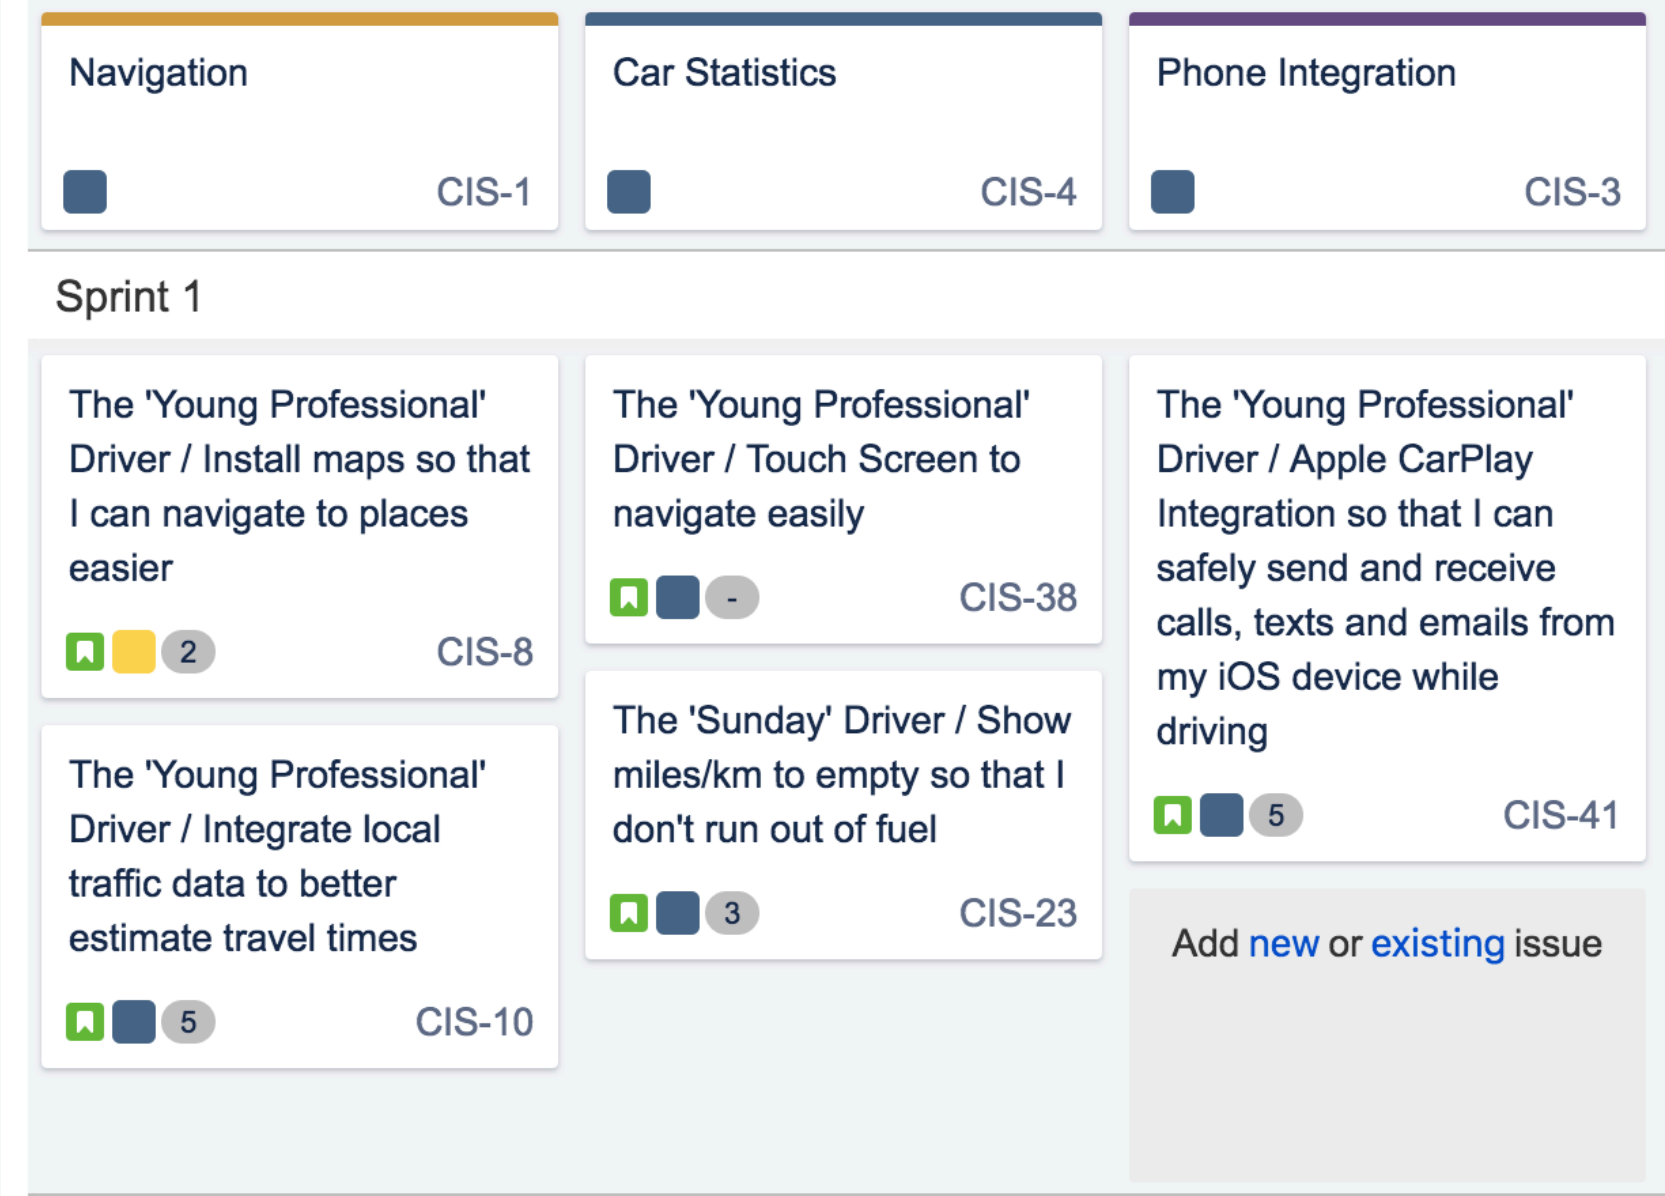 Navigation
CIS-1
Car Statistics
CIS-4
Phone Integration
CIS-3
Sprint 1
The 'Young Professional'
Driver / Install maps so that
I can navigate to places
easier
2
CIS-8
The 'Young Professional'
Driver / Integrate local
traffic data to better
estimate travel times
5
CIS-10
The 'Young Professional'
Driver / Touch Screen to
navigate easily
-
CIS-38
The 'Sunday' Driver / Show
miles/km to empty so that I
don't run out of fuel
3
CIS-23
The 'Young Professional'
Driver / Apple CarPlay
Integration so that I can
safely send and receive
calls, texts and emails from
my iOS device while
driving
5
CIS-41
Add new or existing issue